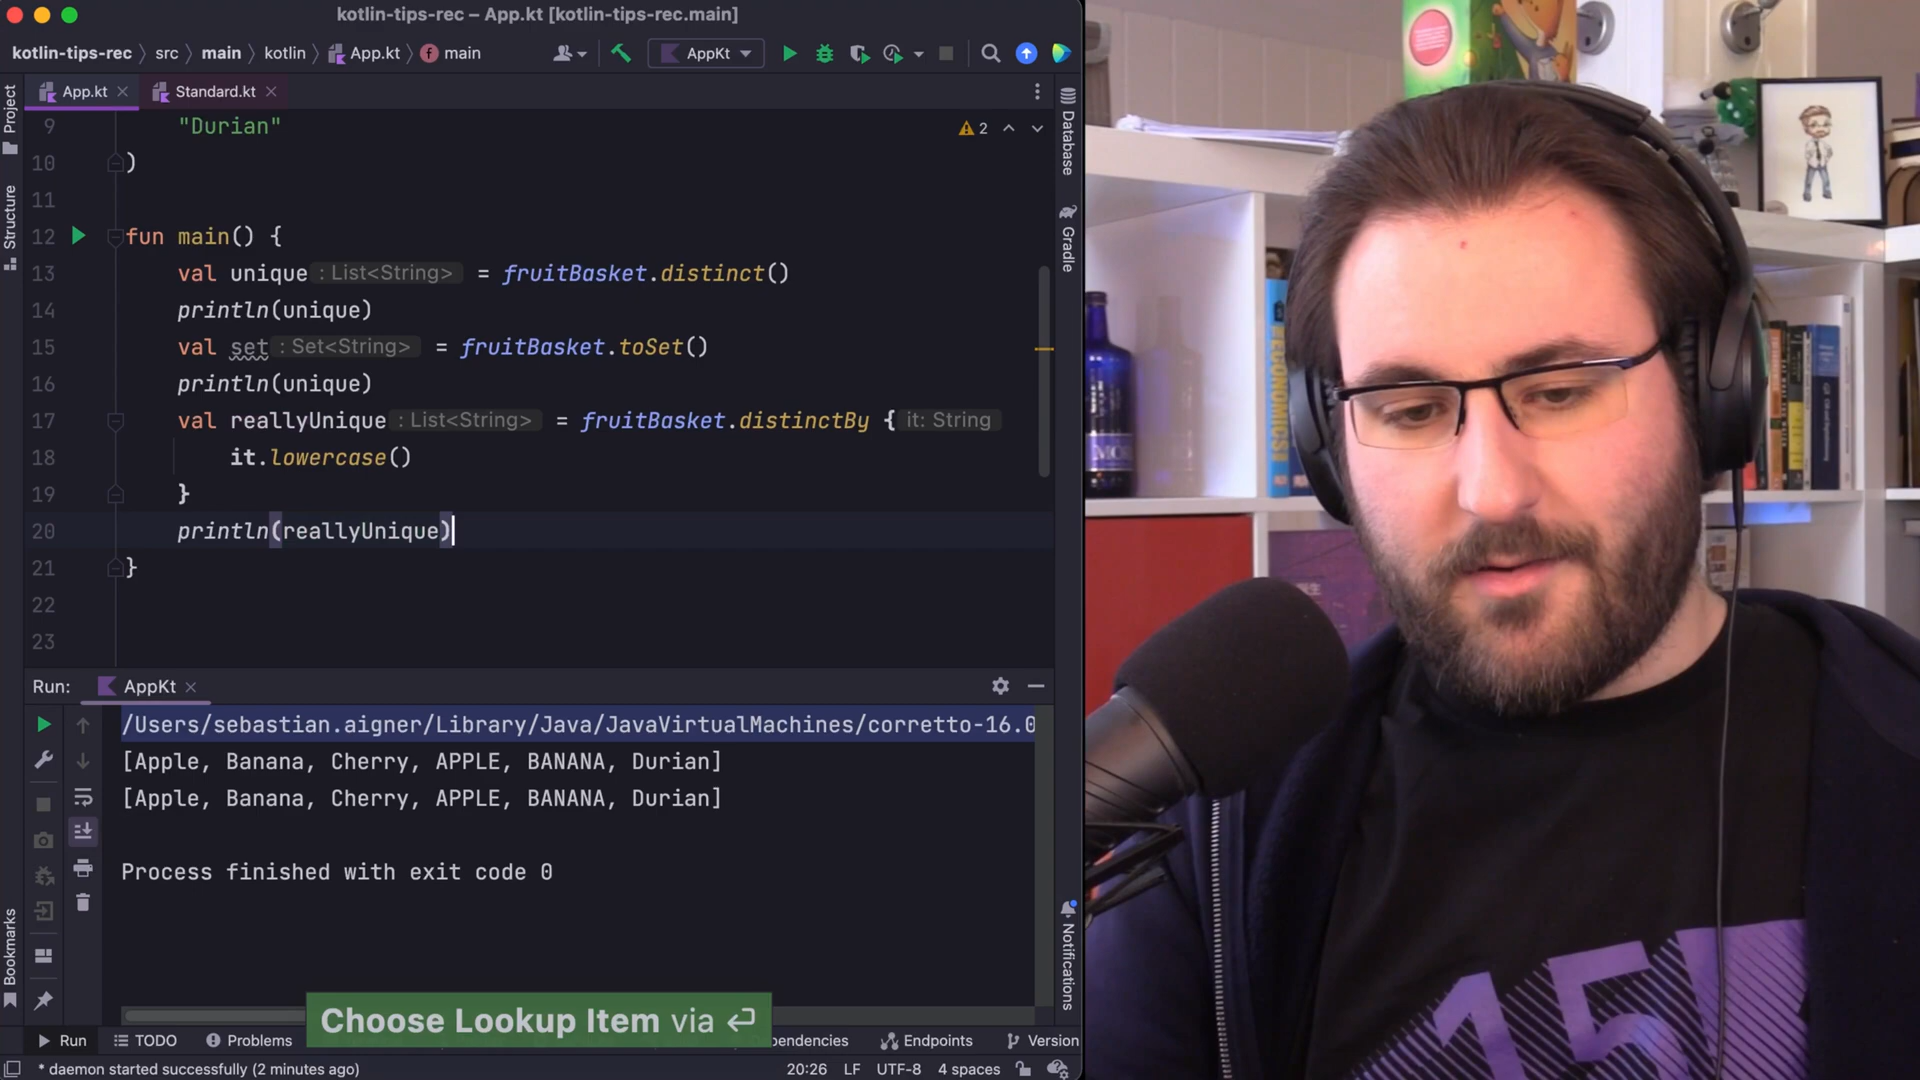 kotlin-tips-rec – App.kt [kotlin-tips-rec.main]
kotlin-tips-rec 〉 src 〉 main 〉 kotlin 〉 App.kt 〉 main
AppKt
App.kt
Standard.kt
Project
Structure
Bookmarks
Database
Gradle
Notifications
2
9 "Durian"
10 )
11
12 fun main() {
13 val unique : List<String> = fruitBasket.distinct()
14 println(unique)
15 val set : Set<String> = fruitBasket.toSet()
16 println(unique)
17 val reallyUnique : List<String> = fruitBasket.distinctBy { it: String
18 it.lowercase()
19 }
20 println(reallyUnique)
21 }
22
23
Run: AppKt
/Users/sebastian.aigner/Library/Java/JavaVirtualMachines/corretto-16.0
[Apple, Banana, Cherry, APPLE, BANANA, Durian]
[Apple, Banana, Cherry, APPLE, BANANA, Durian]
Process finished with exit code 0
Choose Lookup Item via ⏎
Run TODO Problems ependencies Endpoints Version
* daemon started successfully (2 minutes ago)
20:26 LF UTF-8 4 spaces
ECONOMICS
15